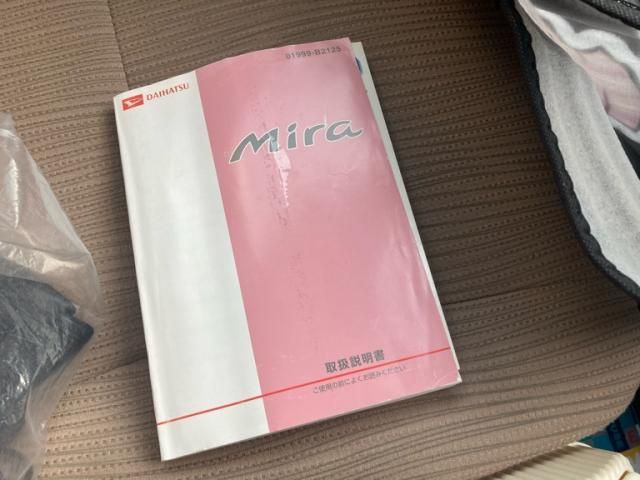 01999-B2125
DAIHATSU
Mira
取扱説明書
ご使用の前によくお読みください